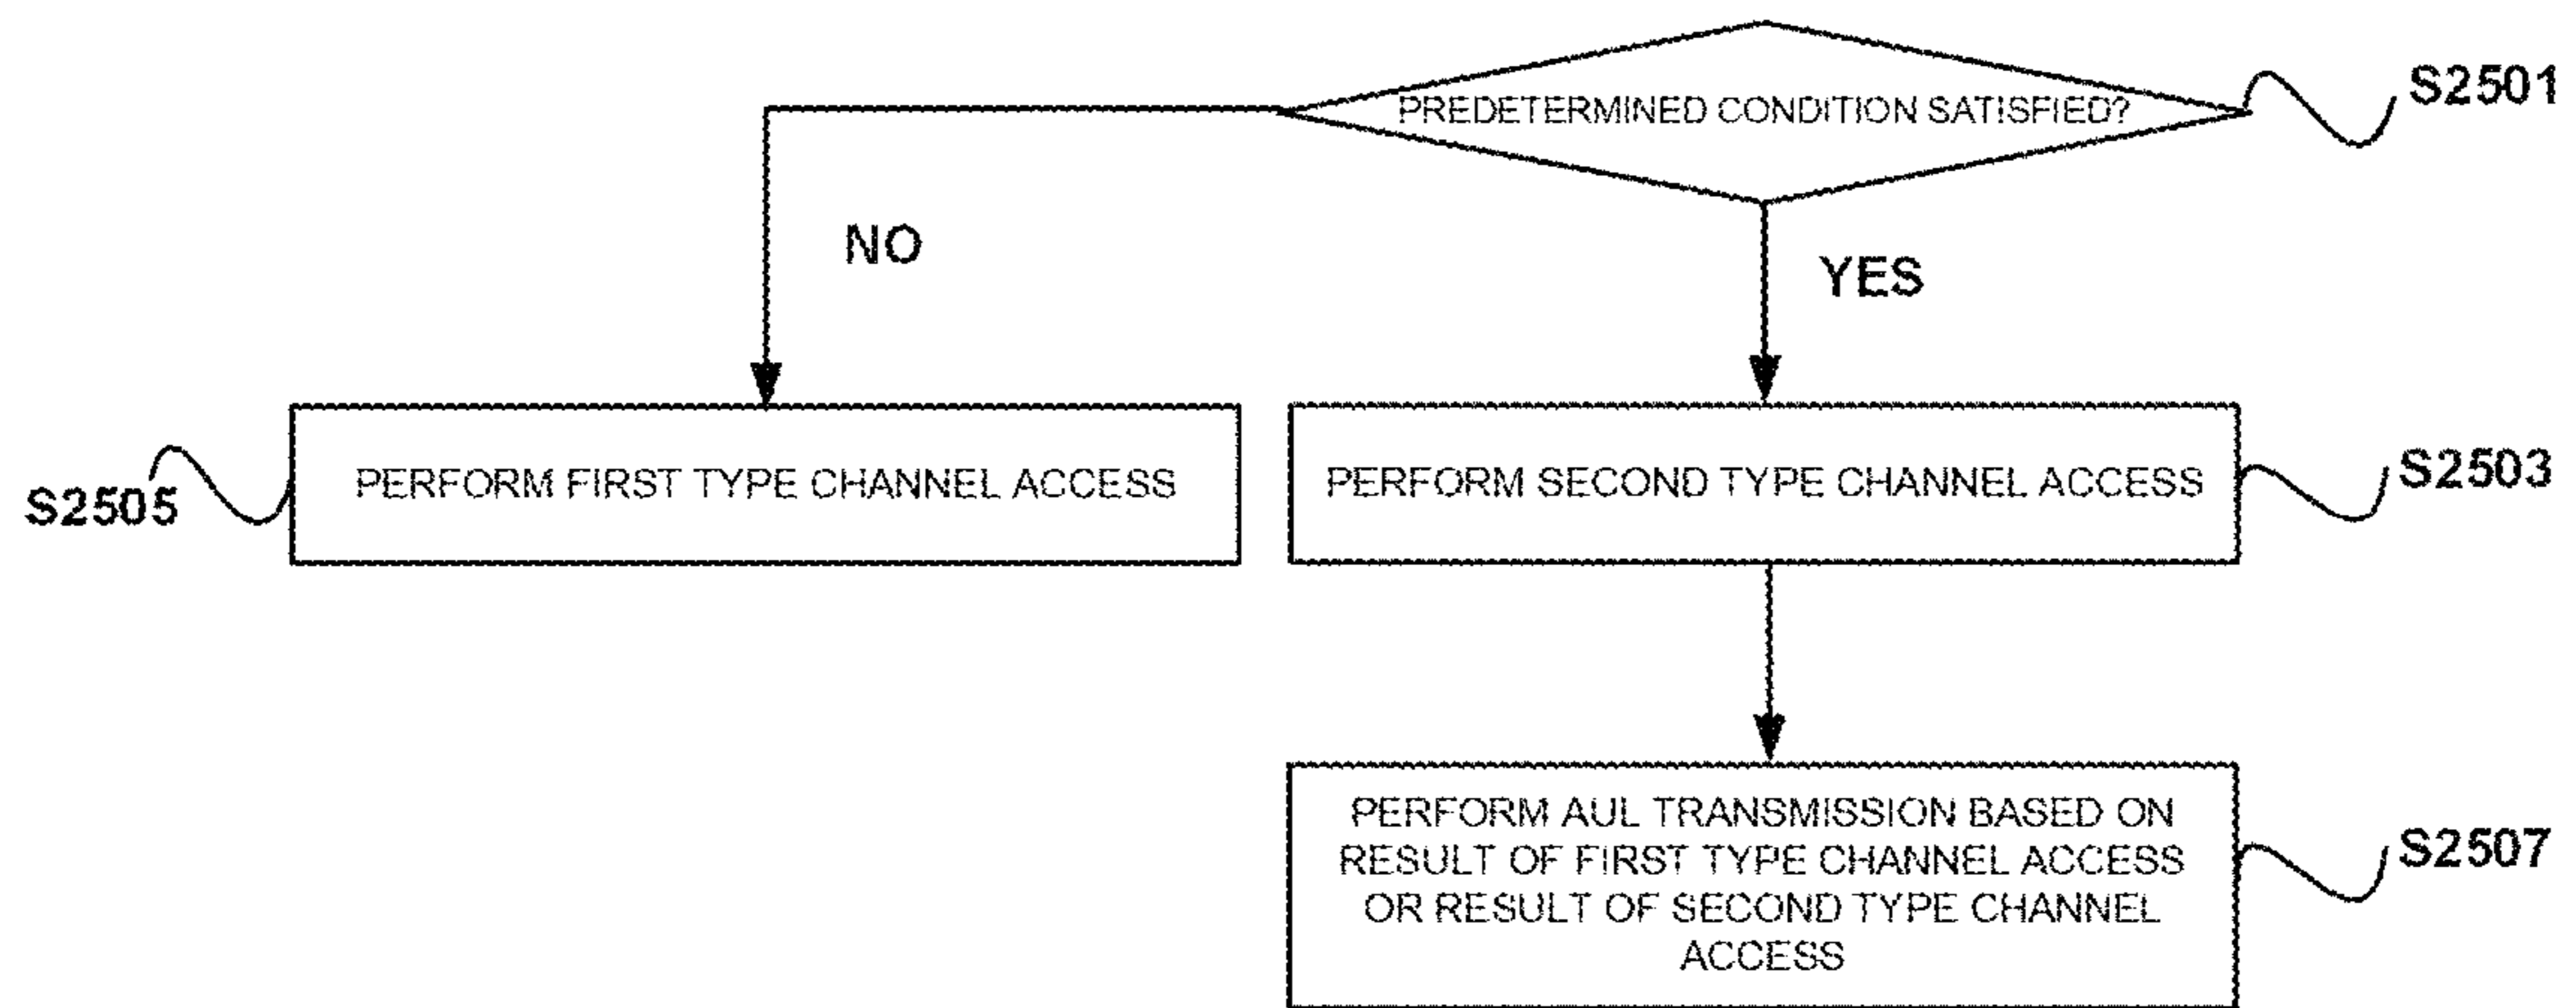 PREDETERMINED CONDITION SATISFIED?
S2501
NO
YES
S2505
PERFORM FIRST TYPE CHANNEL ACCESS
PERFORM SECOND TYPE CHANNEL ACCESS
S2503
PERFORM AUL TRANSMISSION BASED ON
RESULT OF FIRST TYPE CHANNEL ACCESS
OR RESULT OF SECOND TYPE CHANNEL
ACCESS
S2507